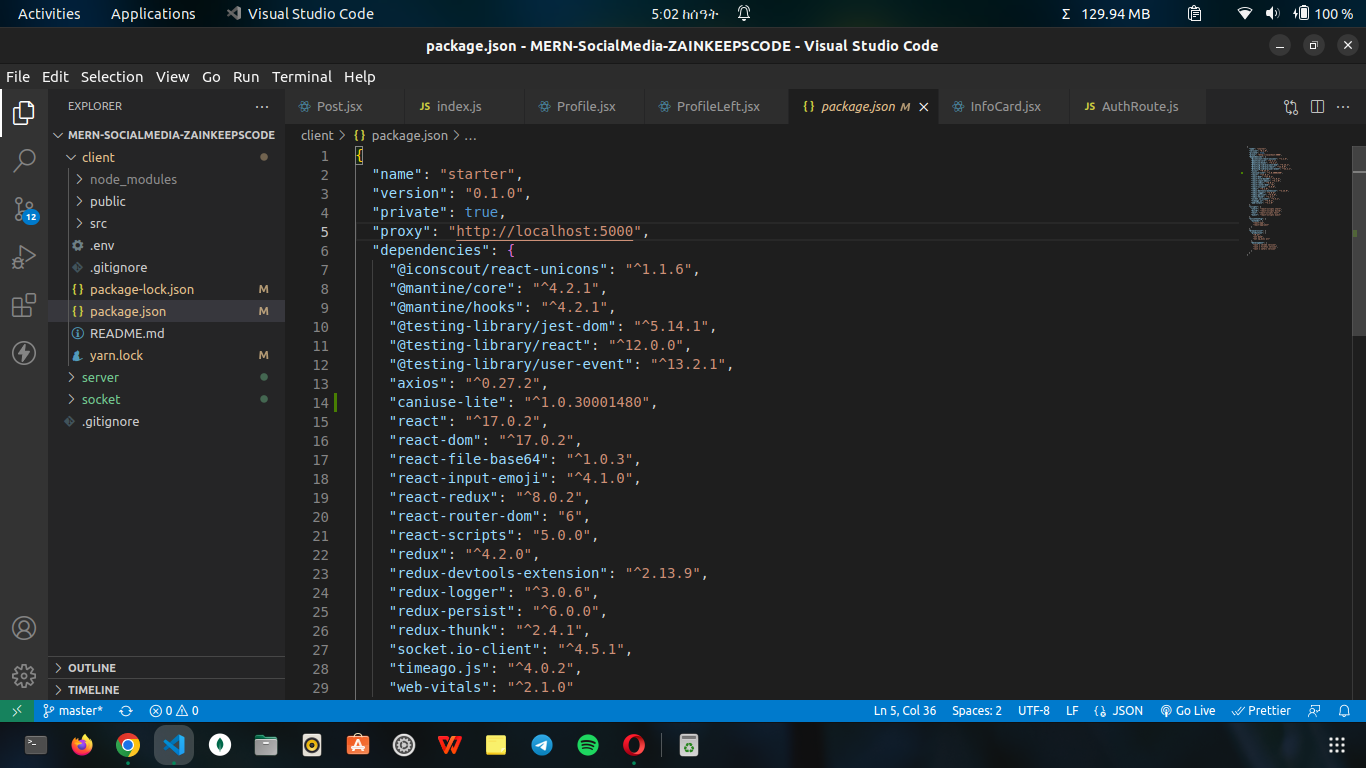 Activities Applications Visual Studio Code 5:02 ከሰዓት Σ 129.94 MB 100 %
package.json - MERN-SocialMedia-ZAINKEEPSCODE - Visual Studio Code
File Edit Selection View Go Run Terminal Help
EXPLORER
Post.jsx JS index.js Profile.jsx ProfileLeft.jsx {} package.json M InfoCard.jsx JS AuthRoute.js
MERN-SOCIALMEDIA-ZAINKEEPSCODE
client
node_modules
public
src
.env
.gitignore
{} package-lock.json M
{} package.json M
README.md
yarn.lock M
server
socket
.gitignore
12
OUTLINE
TIMELINE
client > {} package.json > ...
1 {
2 "name": "starter",
3 "version": "0.1.0",
4 "private": true,
5 "proxy": "http://localhost:5000",
6 "dependencies": {
7 "@iconscout/react-unicons": "^1.1.6",
8 "@mantine/core": "^4.2.1",
9 "@mantine/hooks": "^4.2.1",
10 "@testing-library/jest-dom": "^5.14.1",
11 "@testing-library/react": "^12.0.0",
12 "@testing-library/user-event": "^13.2.1",
13 "axios": "^0.27.2",
14 "caniuse-lite": "^1.0.30001480",
15 "react": "^17.0.2",
16 "react-dom": "^17.0.2",
17 "react-file-base64": "^1.0.3",
18 "react-input-emoji": "^4.1.0",
19 "react-redux": "^8.0.2",
20 "react-router-dom": "6",
21 "react-scripts": "5.0.0",
22 "redux": "^4.2.0",
23 "redux-devtools-extension": "^2.13.9",
24 "redux-logger": "^3.0.6",
25 "redux-persist": "^6.0.0",
26 "redux-thunk": "^2.4.1",
27 "socket.io-client": "^4.5.1",
28 "timeago.js": "^4.0.2",
29 "web-vitals": "^2.1.0"
master* 0 0 Ln 5, Col 36 Spaces: 2 UTF-8 LF {} JSON Go Live Prettier